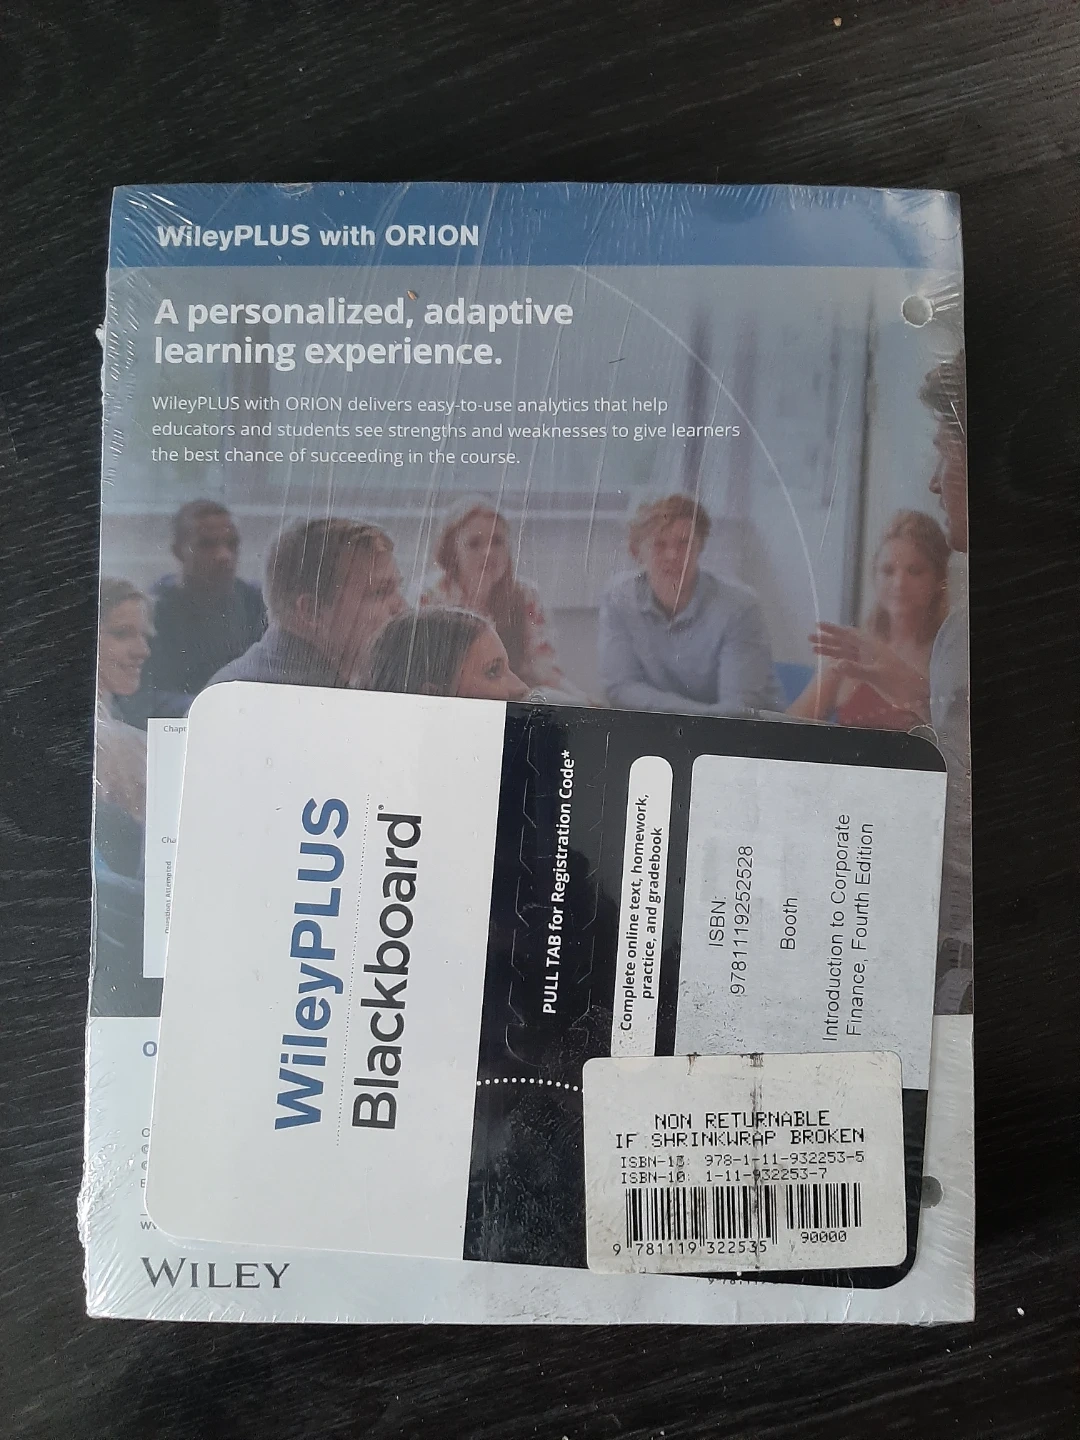 WileyPLUS with ORION
A personalized, adaptive
learning experience.
WileyPLUS with ORION delivers easy-to-use analytics that help
educators and students see strengths and weaknesses to give learners
the best chance of succeeding in the course.
WileyPLUS
Blackboard
PULL TAB for Registration Code*
Complete online text, homework,
practice, and gradebook
ISBN:
9781119252528
Booth
Introduction to Corporate
Finance, Fourth Edition
NON RETURNABLE
IF SHRINKWRAP BROKEN
ISBN-13: 978-1-11-932253-5
ISBN-10: 1-11-932253-7
90000
9 781119 322535
Questions Attempted
WILEY